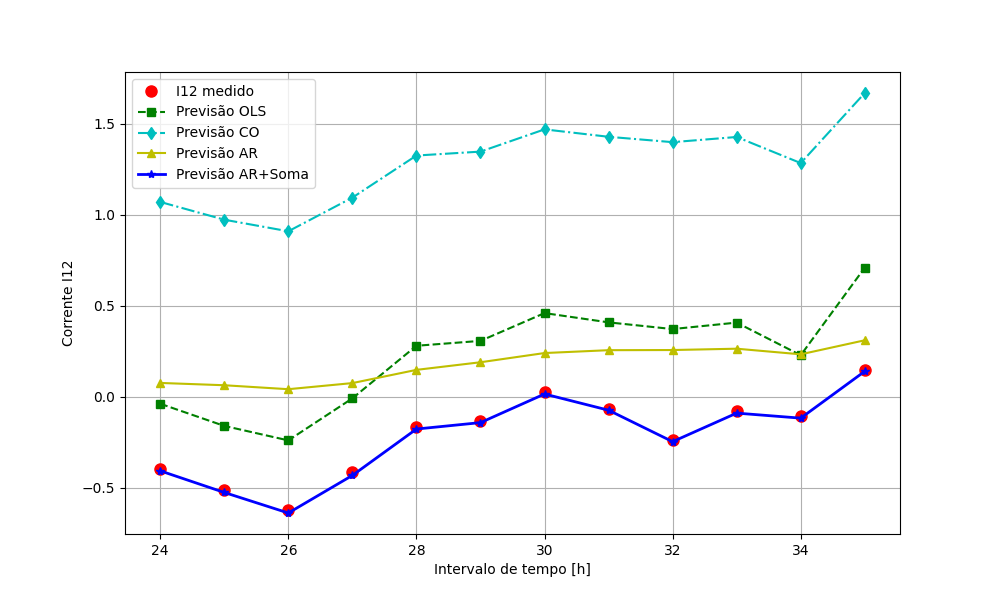 I12 medido
Previsão OLS
Previsão CO
Previsão AR
Previsão AR+Soma
1.5
1.0
0.5
0.0
−0.5
Corrente I12
24 26 28 30 32 34
Intervalo de tempo [h]